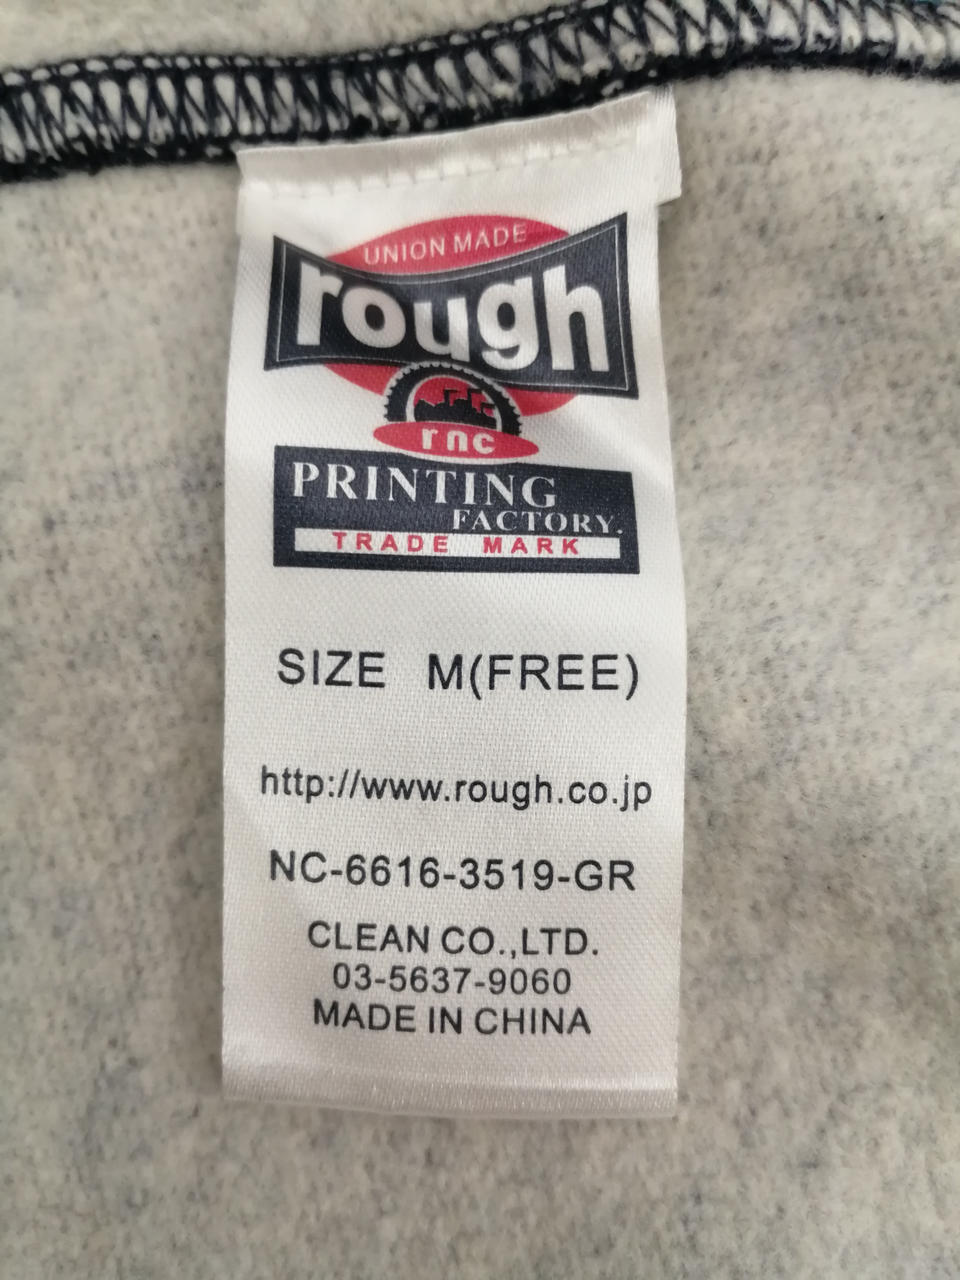 UNION MADE
rough
rnc
PRINTING
FACTORY.
TRADE MARK
SIZE M(FREE)
http://www.rough.co.jp
NC-6616-3519-GR
CLEAN CO.,LTD.
03-5637-9060
MADE IN CHINA